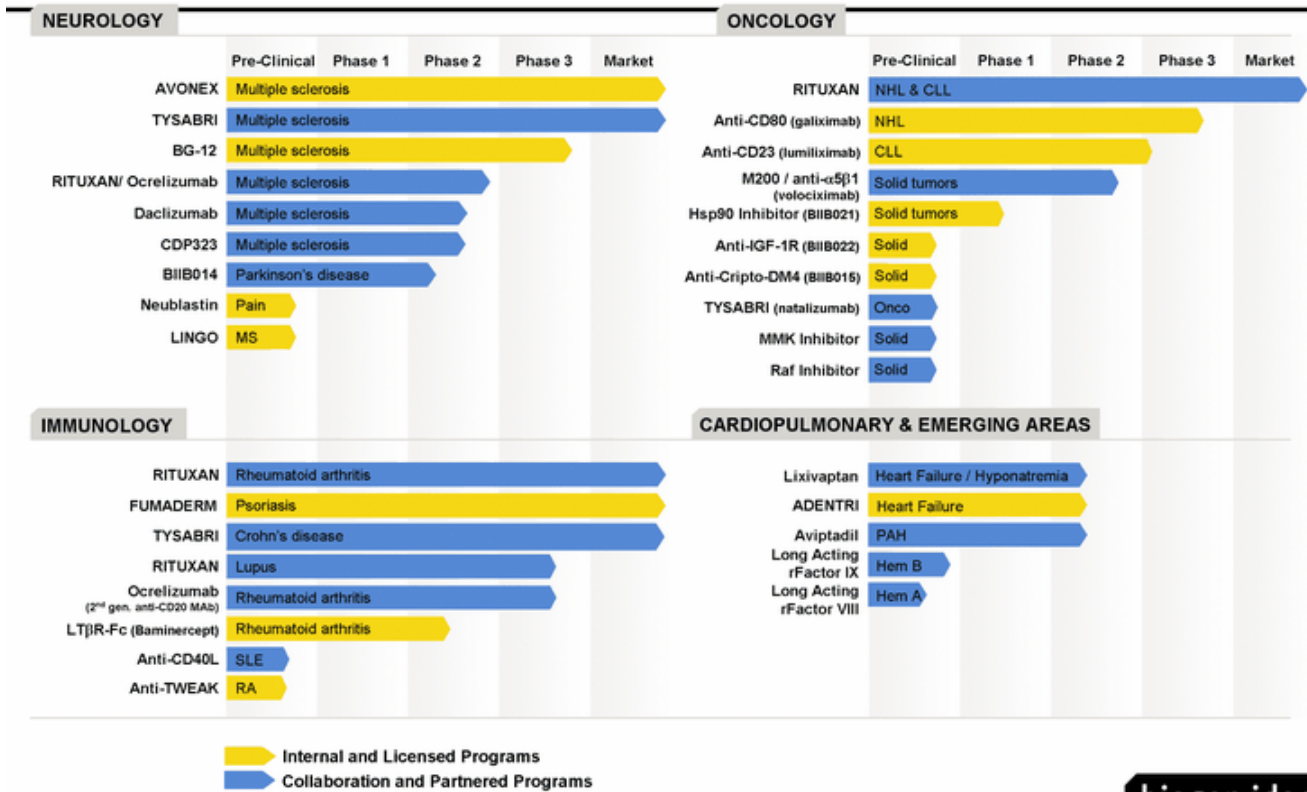 NEUROLOGY
Pre-Clinical Phase 1 Phase 2 Phase 3 Market
AVONEX Multiple sclerosis
TYSABRI Multiple sclerosis
BG-12 Multiple sclerosis
RITUXAN/ Ocrelizumab Multiple sclerosis
Daclizumab Multiple sclerosis
CDP323 Multiple sclerosis
BIIB014 Parkinson's disease
Neublastin Pain
LINGO MS
ONCOLOGY
Pre-Clinical Phase 1 Phase 2 Phase 3 Market
RITUXAN NHL & CLL
Anti-CD80 (galiximab) NHL
Anti-CD23 (lumiliximab) CLL
M200 / anti-α5β1 Solid tumors
(volociximab)
Hsp90 Inhibitor (BIIB021) Solid tumors
Anti-IGF-1R (BIIB022) Solid
Anti-Cripto-DM4 (BIIB015) Solid
TYSABRI (natalizumab) Onco
MMK Inhibitor Solid
Raf Inhibitor Solid
IMMUNOLOGY
RITUXAN Rheumatoid arthritis
FUMADERM Psoriasis
TYSABRI Crohn's disease
RITUXAN Lupus
Ocrelizumab Rheumatoid arthritis
(2nd gen. anti-CD20 MAb)
LTβR-Fc (Baminercept) Rheumatoid arthritis
Anti-CD40L SLE
Anti-TWEAK RA
CARDIOPULMONARY & EMERGING AREAS
Lixivaptan Heart Failure / Hyponatremia
ADENTRI Heart Failure
Aviptadil PAH
Long Acting
rFactor IX Hem B
Long Acting
rFactor VIII Hem A
Internal and Licensed Programs
Collaboration and Partnered Programs